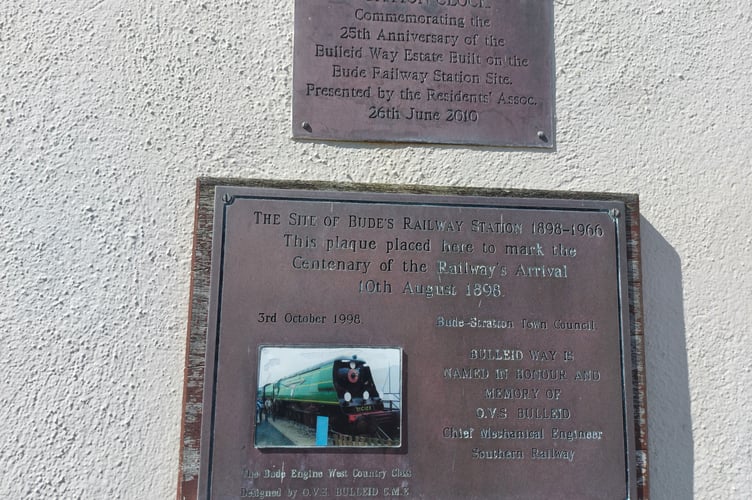 STATION CLOCK
Commemorating the
25th Anniversary of the
Bulleid Way Estate Built on the
Bude Railway Station Site.
Presented by the Residents' Assoc.
26th June 2010
THE SITE OF BUDE'S RAILWAY STATION 1898-1966
This plaque placed here to mark the
Centenary of the Railway's Arrival
10th August 1898.
3rd October 1998.
Bude-Stratton Town Council
BULLEID WAY IS
NAMED IN HONOUR AND
MEMORY OF
O.V.S. BULLEID
Chief Mechanical Engineer
Southern Railway
The Bude Engine West Country Class
Designed by O.V.S. BULLEID C.M.E.